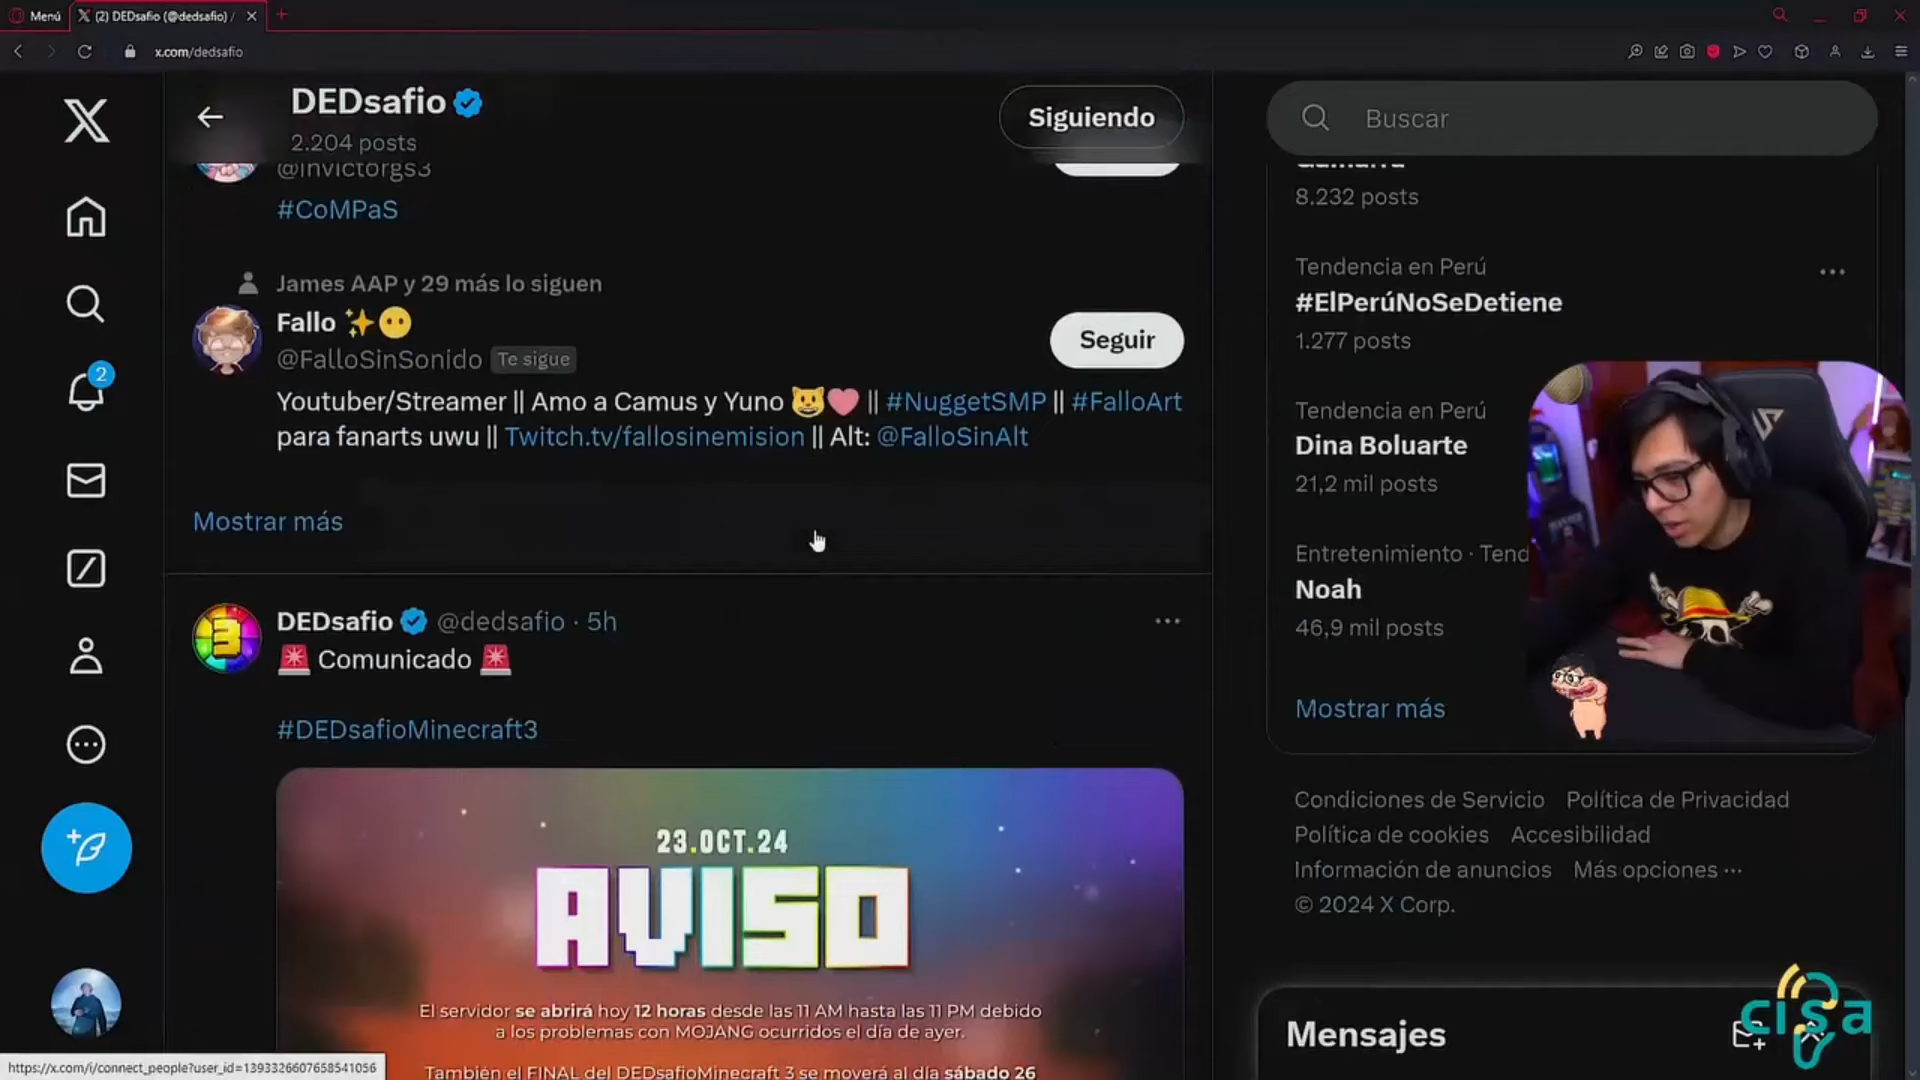 Menú
(2) DEDsafio (@dedsafio) /
x.com/dedsafio
DEDsafio
2.204 posts
Siguiendo
@invictorgs3
#CoMPaS
James AAP y 29 más lo siguen
Fallo
@FalloSinSonido Te sigue
Seguir
Youtuber/Streamer || Amo a Camus y Yuno || #NuggetSMP || #FalloArt
para fanarts uwu || Twitch.tv/fallosinemision || Alt: @FalloSinAlt
Mostrar más
2
DEDsafio @dedsafio · 5h
Comunicado
#DEDsafioMinecraft3
3
23.OCT.24
AVISO
El servidor se abrirá hoy 12 horas desde las 11 AM hasta las 11 PM debido
a los problemas con MOJANG ocurridos el día de ayer.
También el FINAL del DEDsafioMinecraft 3 se moverá al día sábado 26
Buscar
8.232 posts
Tendencia en Perú
#ElPerúNoSeDetiene
1.277 posts
Tendencia en Perú
Dina Boluarte
21,2 mil posts
Entretenimiento · Tend
Noah
46,9 mil posts
Mostrar más
Condiciones de Servicio Política de Privacidad
Política de cookies Accesibilidad
Información de anuncios Más opciones ···
© 2024 X Corp.
Mensajes
cisa
https://x.com/i/connect_people?user_id=1393326607658541056